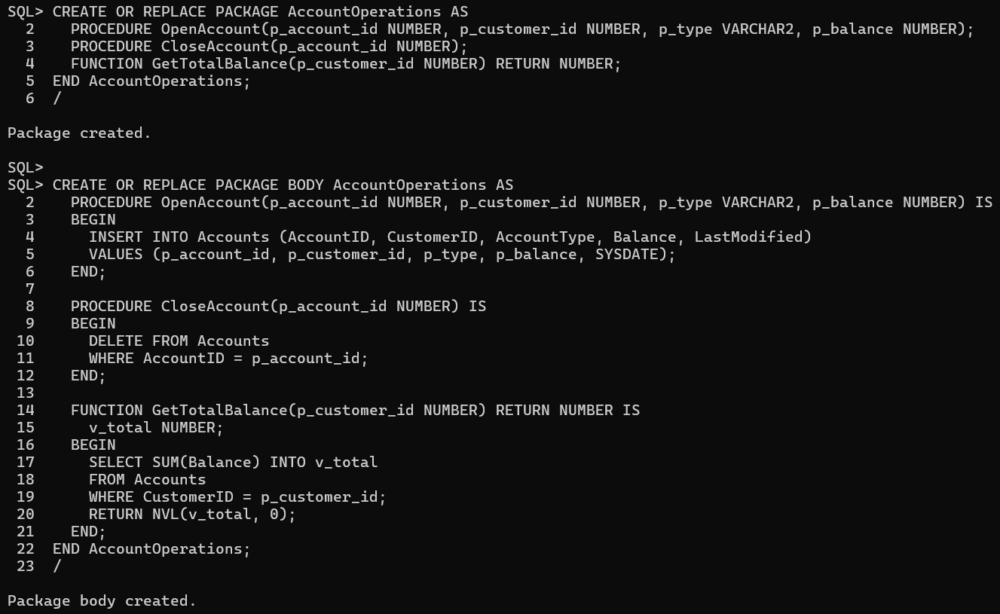 SQL> CREATE OR REPLACE PACKAGE AccountOperations AS
  2    PROCEDURE OpenAccount(p_account_id NUMBER, p_customer_id NUMBER, p_type VARCHAR2, p_balance NUMBER);
  3    PROCEDURE CloseAccount(p_account_id NUMBER);
  4    FUNCTION GetTotalBalance(p_customer_id NUMBER) RETURN NUMBER;
  5  END AccountOperations;
  6  /

Package created.

SQL>
SQL> CREATE OR REPLACE PACKAGE BODY AccountOperations AS
  2    PROCEDURE OpenAccount(p_account_id NUMBER, p_customer_id NUMBER, p_type VARCHAR2, p_balance NUMBER) IS
  3    BEGIN
  4      INSERT INTO Accounts (AccountID, CustomerID, AccountType, Balance, LastModified)
  5      VALUES (p_account_id, p_customer_id, p_type, p_balance, SYSDATE);
  6    END;
  7
  8    PROCEDURE CloseAccount(p_account_id NUMBER) IS
  9    BEGIN
 10      DELETE FROM Accounts
 11      WHERE AccountID = p_account_id;
 12    END;
 13
 14    FUNCTION GetTotalBalance(p_customer_id NUMBER) RETURN NUMBER IS
 15      v_total NUMBER;
 16    BEGIN
 17      SELECT SUM(Balance) INTO v_total
 18      FROM Accounts
 19      WHERE CustomerID = p_customer_id;
 20      RETURN NVL(v_total, 0);
 21    END;
 22  END AccountOperations;
 23  /

Package body created.